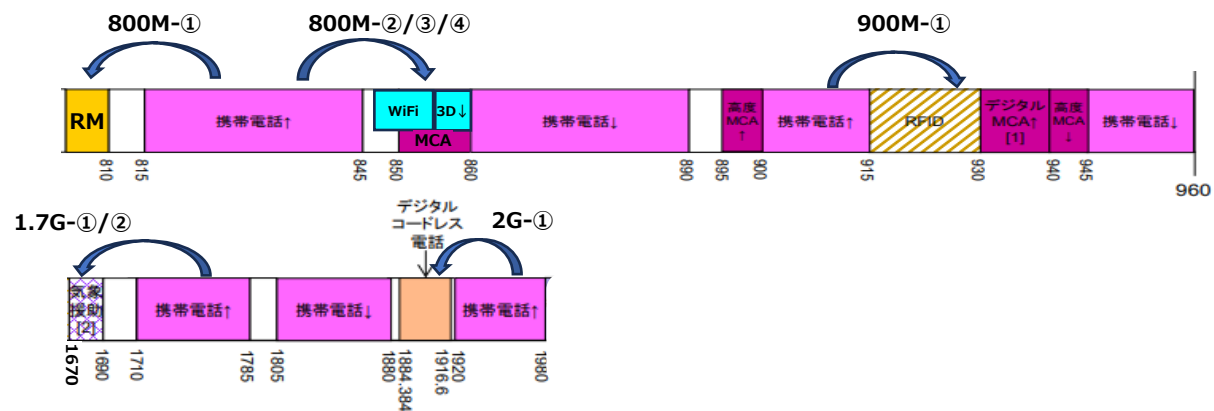 800M-① 800M-②/③/④ 900M-①
RM
携帯電話↑
WiFi
3D↓
MCA
携帯電話↓
高度
MCA
↑
携帯電話↑
RFID
デジタル
MCA↑
[1]
高度
MCA
↓
携帯電話↓
810 815 845 850 860 890 895 900 915 930 940 945 960
1.7G-①/② 2G-①
デジタル
コードレス
電話
気象
援助
[2]
携帯電話↑
携帯電話↓
携帯電話↑
1670 1690 1710 1785 1805 1880 1884.384 1916.6 1920 1980